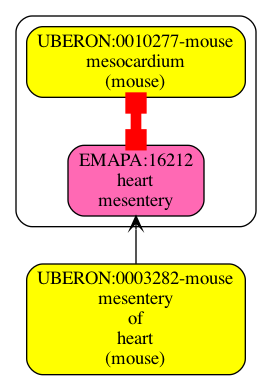 UBERON:0010277-mouse
mesocardium
(mouse)
EMAPA:16212
heart
mesentery
UBERON:0003282-mouse
mesentery
of
heart
(mouse)